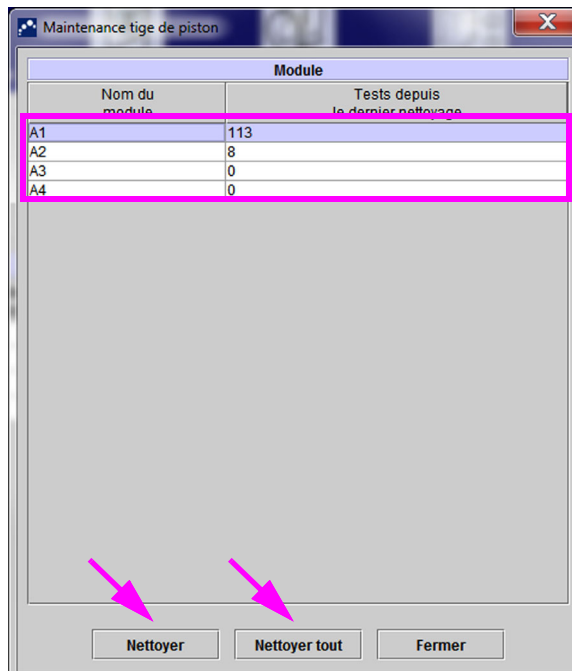 Maintenance tige de piston
Module
Nom du module
Tests depuis le dernier nettoyage
A1 113
A2 8
A3 0
A4 0
Nettoyer Nettoyer tout Fermer